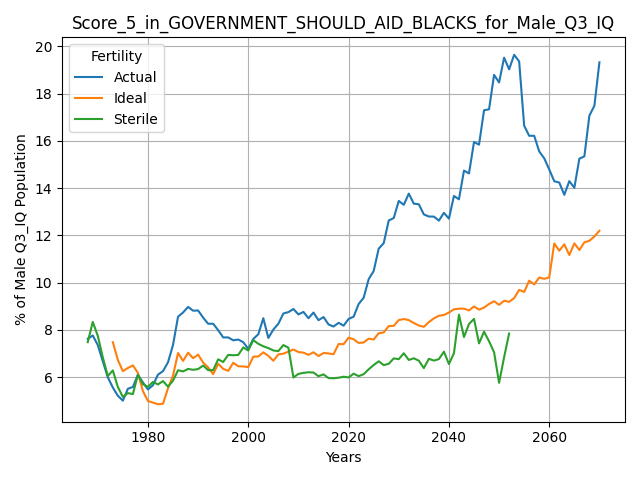 Score_5_in_GOVERNMENT_SHOULD_AID_BLACKS_for_Male_Q3_IQ
Fertility
Actual
Ideal
Sterile
% of Male Q3_IQ Population
20
18
16
14
12
10
8
6
1980
2000
2020
2040
2060
Years